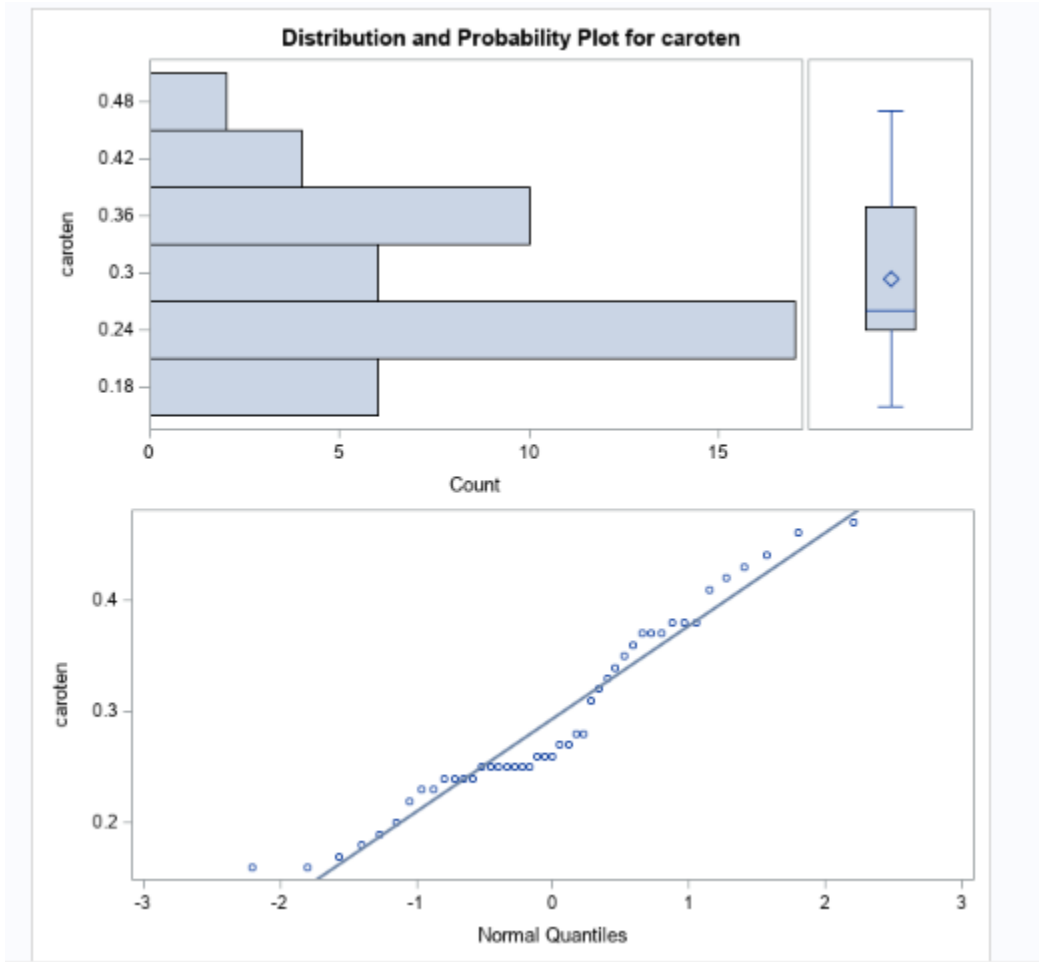 Distribution and Probability Plot for caroten
caroten
0.48
0.42
0.36
0.3
0.24
0.18
0 5 10 15
Count
caroten
0.4
0.3
0.2
-3 -2 -1 0 1 2 3
Normal Quantiles